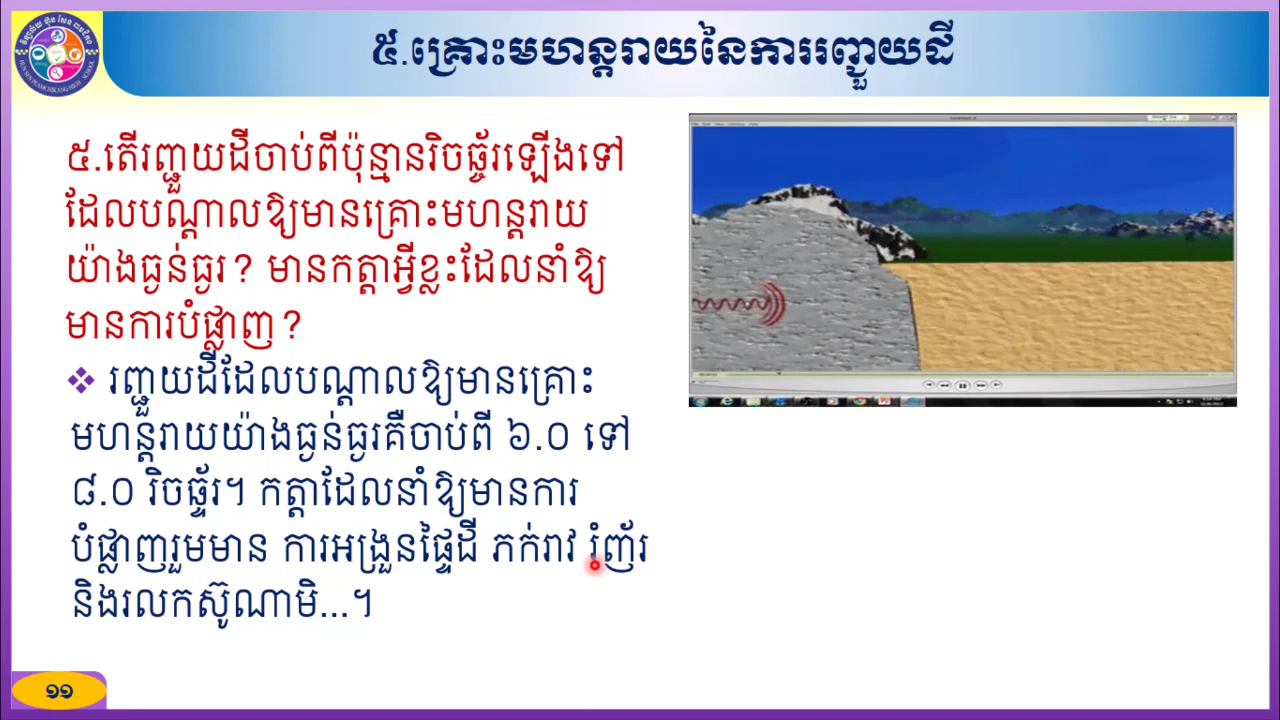 ៥.គ្រោះមហន្តរាយនៃការរញ្ជួយដី
៥.តើរញ្ជួយដីចាប់ពីប៉ុន្មានរិចឆ្ច័រឡើងទៅ
ដែលបណ្តាលឱ្យមានគ្រោះមហន្តរាយ
យ៉ាងធ្ងន់ធ្ងរ? មានកត្តាអ្វីខ្លះដែលនាំឱ្យ
មានការបំផ្លាញ?
រញ្ជួយដីដែលបណ្តាលឱ្យមានគ្រោះ
មហន្តរាយយ៉ាងធ្ងន់ធ្ងរគឺចាប់ពី ៦.០ ទៅ
៨.០ រិចឆ្ទ័រ។ កត្តាដែលនាំឱ្យមានការ
បំផ្លាញរួមមាន ការអង្រួនផ្ទៃដី ភក់រាវ រុំញ័រ
និងរលកស៊ូណាមិ...។
១១